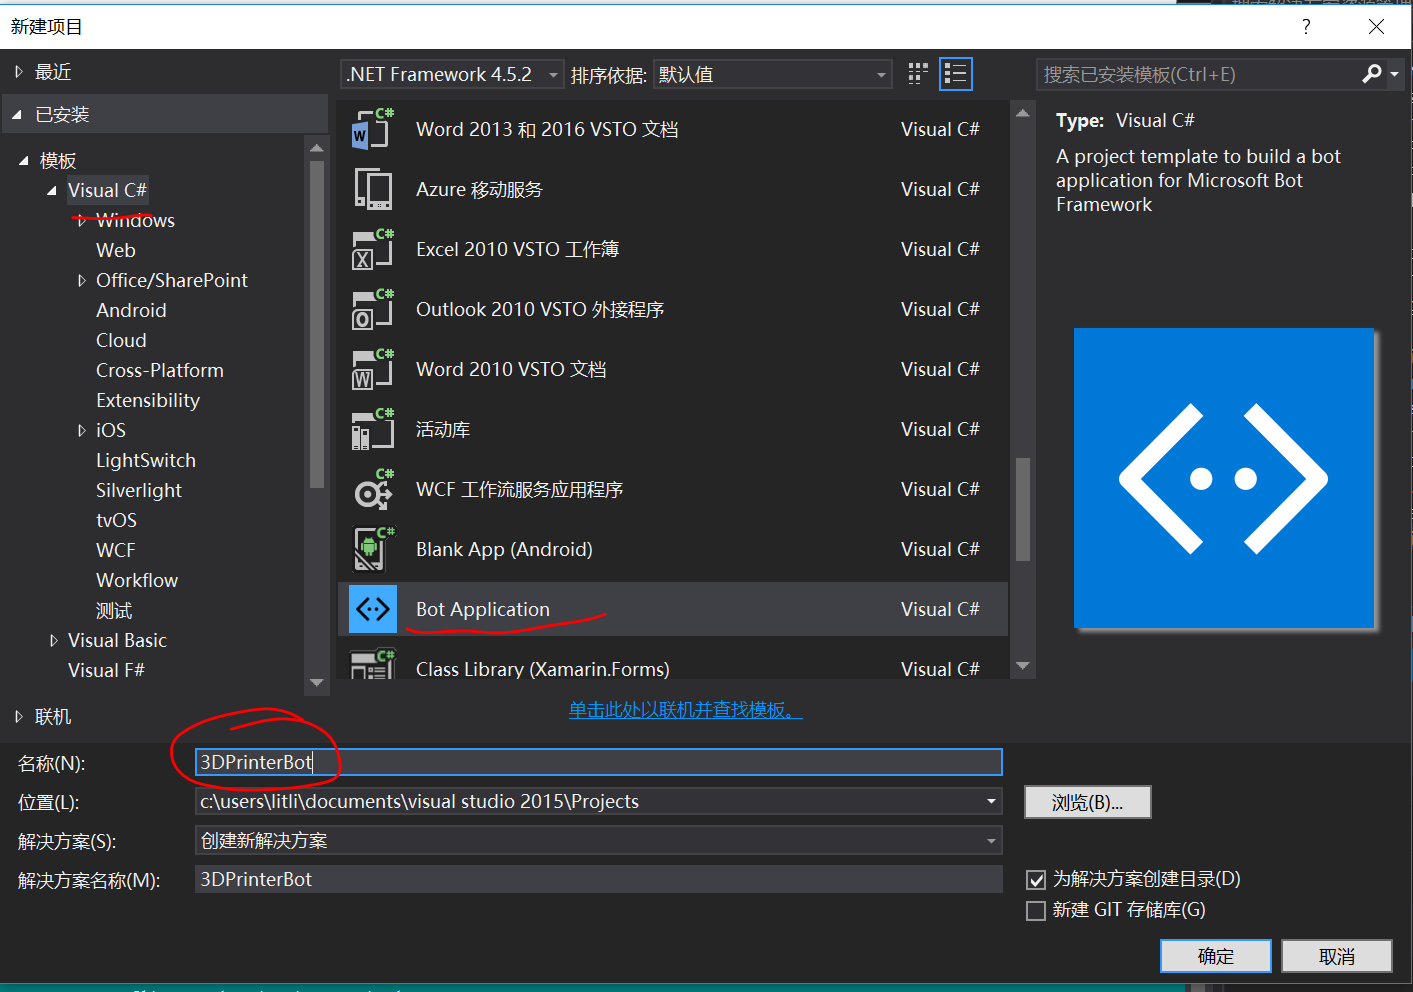 新建项目
?
最近
已安装
模板
Visual C#
Windows
Web
Office/SharePoint
Android
Cloud
Cross-Platform
Extensibility
iOS
LightSwitch
Silverlight
tvOS
WCF
Workflow
测试
Visual Basic
Visual F#
联机
.NET Framework 4.5.2 排序依据: 默认值
Word 2013 和 2016 VSTO 文档 Visual C#
Azure 移动服务 Visual C#
Excel 2010 VSTO 工作簿 Visual C#
Outlook 2010 VSTO 外接程序 Visual C#
Word 2010 VSTO 文档 Visual C#
活动库 Visual C#
WCF 工作流服务应用程序 Visual C#
Blank App (Android) Visual C#
Bot Application Visual C#
Class Library (Xamarin.Forms) Visual C#
单击此处以联机并查找模板。
搜索已安装模板(Ctrl+E)
Type: Visual C#
A project template to build a bot
application for Microsoft Bot
Framework
名称(N): 3DPrinterBot
位置(L): c:\users\litli\documents\visual studio 2015\Projects 浏览(B)...
解决方案(S): 创建新解决方案
解决方案名称(M): 3DPrinterBot
为解决方案创建目录(D)
新建 GIT 存储库(G)
确定 取消